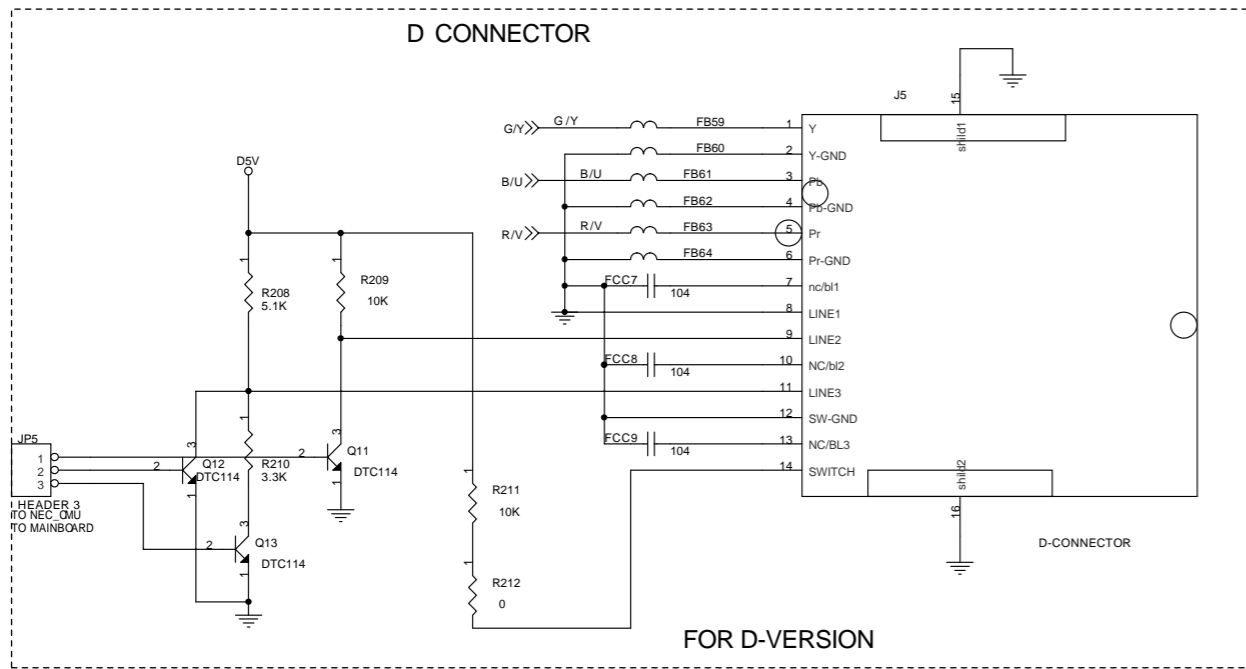 D CONNECTOR
J5
15
shild1
G/Y G/Y FB59 1 Y
FB60 2 Y-GND
D5V
B/U B/U FB61 3 Pb
FB62 4 Pb-GND
R/V R/V FB63 5 Pr
FB64 6 Pr-GND
FCC7 104 7 nc/bl1
8 LINE1
9 LINE2
FCC8 104 10 NC/bl2
11 LINE3
12 SW-GND
FCC9 104 13 NC/BL3
14 SWITCH
shild2
16
D-CONNECTOR
1
R208
5.1K
1
R209
10K
JP5
1
2
3
HEADER 3
TO NEC_CMU
TO MAINBOARD
2
3
Q12
DTC114
1
1
R210
3.3K
2
3
Q11
DTC114
1
2
3
Q13
DTC114
1
1
R211
10K
1
R212
0
FOR D-VERSION